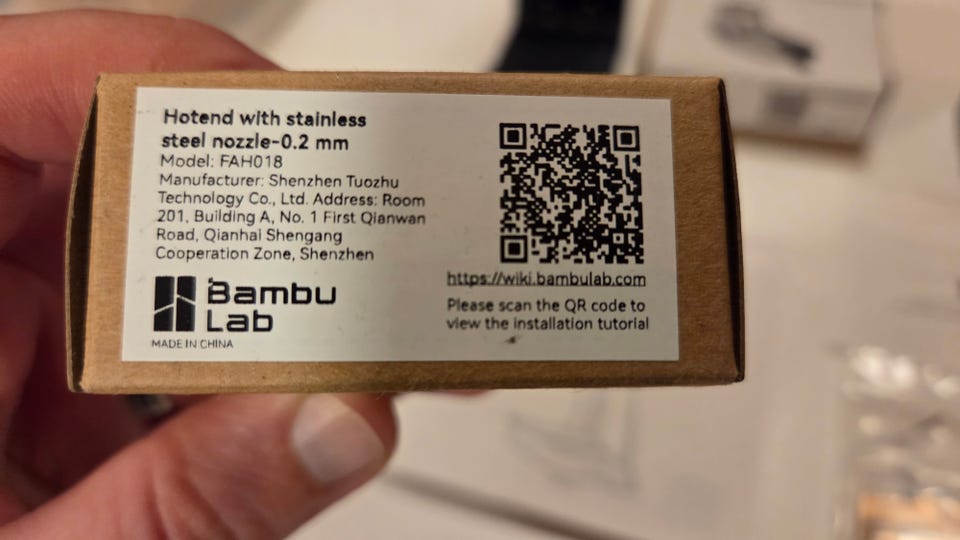 Hotend with stainless
steel nozzle-0.2 mm
Model: FAH018
Manufacturer: Shenzhen Tuozhu
Technology Co., Ltd. Address: Room
201, Building A, No. 1 First Qianwan
Road, Qianhai Shengang
Cooperation Zone, Shenzhen
Bambu
Lab
MADE IN CHINA
https://wiki.bambulab.com
Please scan the QR code to
view the installation tutorial